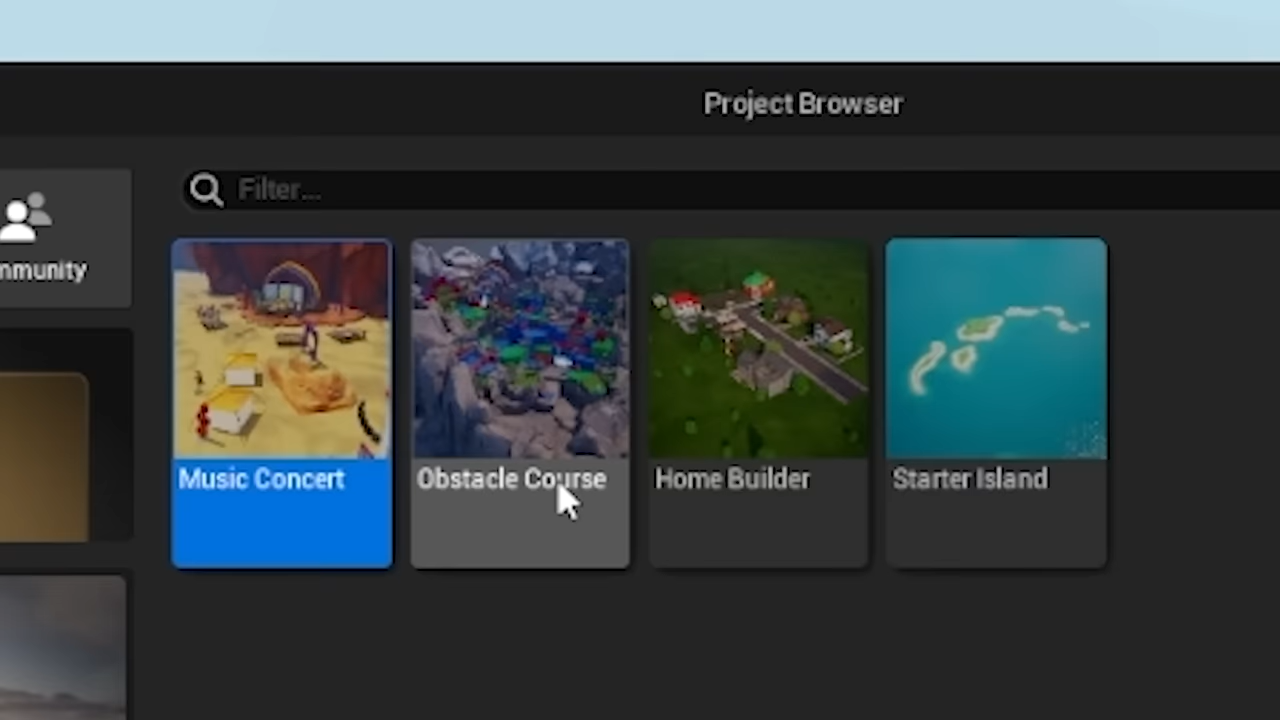 Project Browser
Filter...
mmunity
Music Concert
Obstacle Course
Home Builder
Starter Island